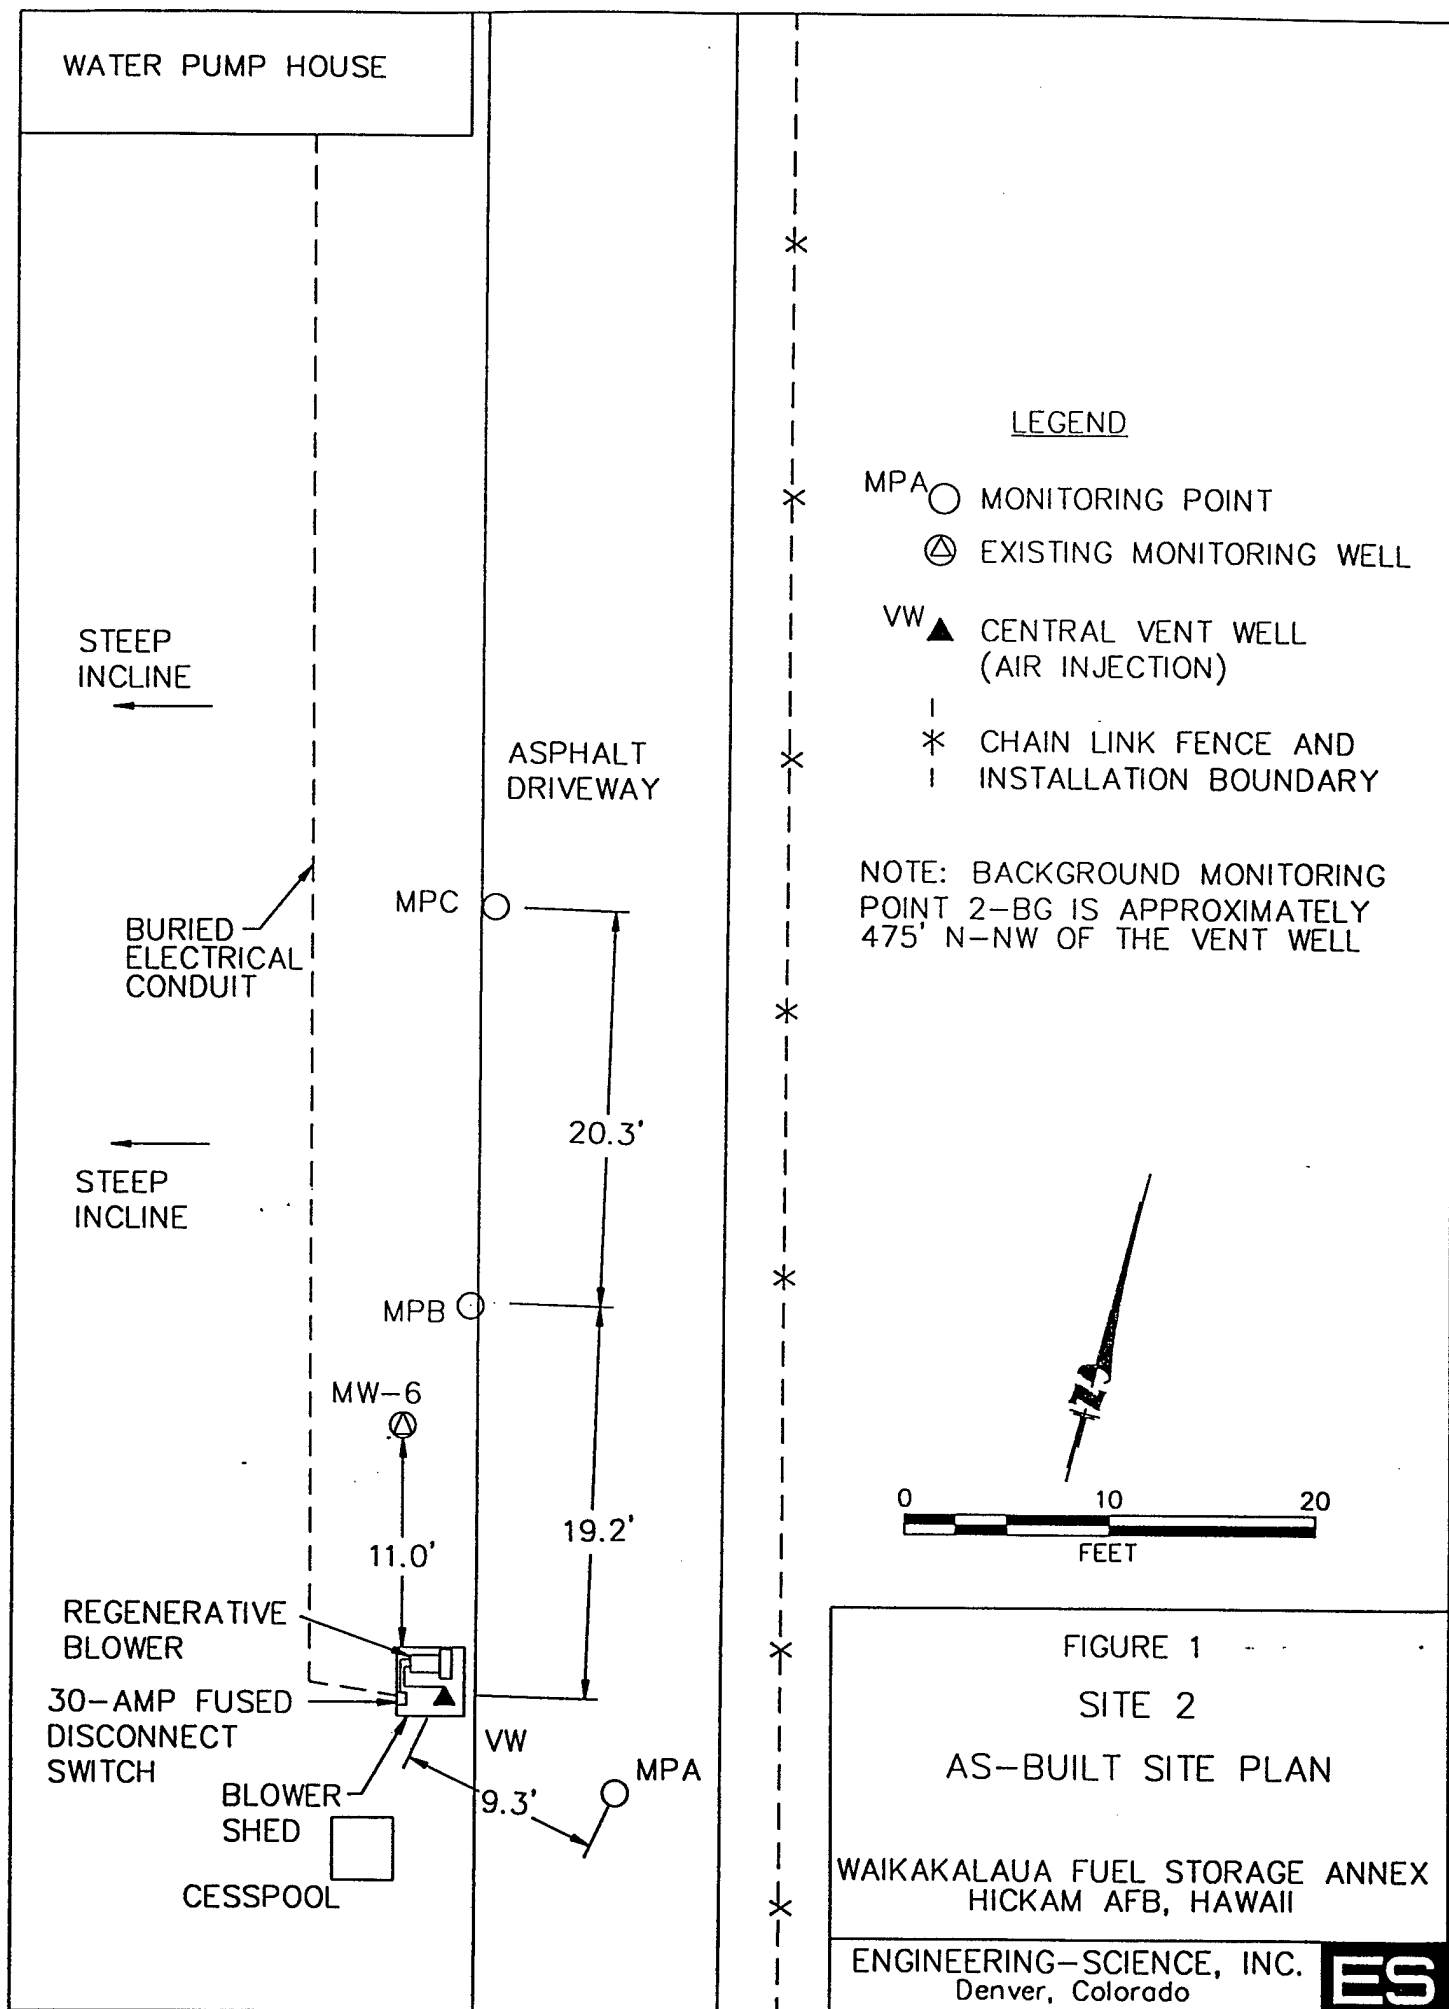 WATER PUMP HOUSE
LEGEND
MPA
MONITORING POINT
EXISTING MONITORING WELL
VW
CENTRAL VENT WELL
(AIR INJECTION)
CHAIN LINK FENCE AND
INSTALLATION BOUNDARY
STEEP
INCLINE
ASPHALT
DRIVEWAY
NOTE: BACKGROUND MONITORING
POINT 2-BG IS APPROXIMATELY
475' N-NW OF THE VENT WELL
MPC
BURIED
ELECTRICAL
CONDUIT
20.3'
STEEP
INCLINE
MPB
MW-6
19.2'
11.0'
0 10 20
FEET
REGENERATIVE
BLOWER
30-AMP FUSED
DISCONNECT
SWITCH
VW
MPA
9.3'
BLOWER
SHED
CESSPOOL
FIGURE 1
SITE 2
AS-BUILT SITE PLAN
WAIKAKALAUA FUEL STORAGE ANNEX
HICKAM AFB, HAWAII
ENGINEERING-SCIENCE, INC.
Denver, Colorado
ES